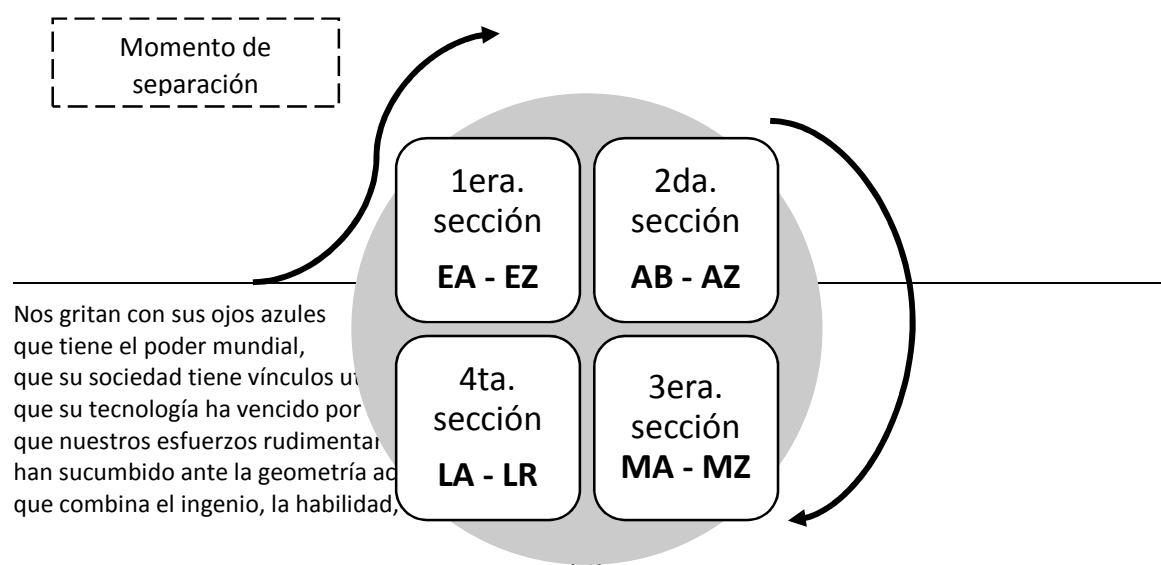 Momento de
separación
1era.
sección
EA - EZ
2da.
sección
AB - AZ
4ta.
sección
LA - LR
3era.
sección
MA - MZ
Nos gritan con sus ojos azules
que tiene el poder mundial,
que su sociedad tiene vínculos
que su tecnología ha vencido por
que nuestros esfuerzos
han sucumbido ante la geometría
que combina el ingenio, la habilidad,